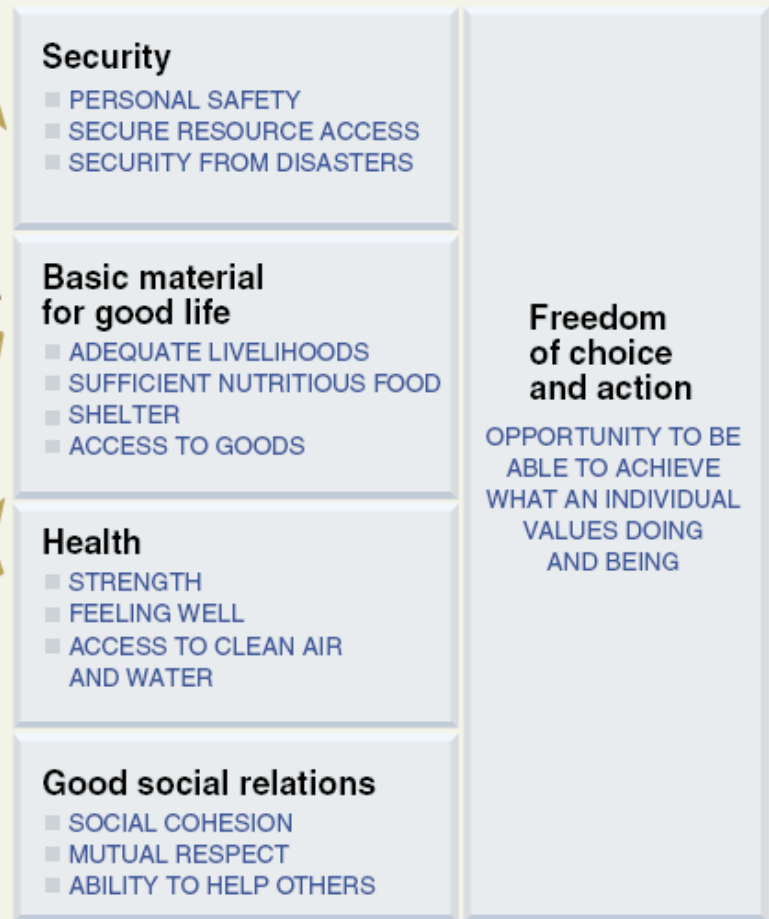 Security
PERSONAL SAFETY
SECURE RESOURCE ACCESS
SECURITY FROM DISASTERS
Basic material
for good life
ADEQUATE LIVELIHOODS
SUFFICIENT NUTRITIOUS FOOD
SHELTER
ACCESS TO GOODS
Health
STRENGTH
FEELING WELL
ACCESS TO CLEAN AIR
AND WATER
Good social relations
SOCIAL COHESION
MUTUAL RESPECT
ABILITY TO HELP OTHERS
Freedom
of choice
and action
OPPORTUNITY TO BE
ABLE TO ACHIEVE
WHAT AN INDIVIDUAL
VALUES DOING
AND BEING